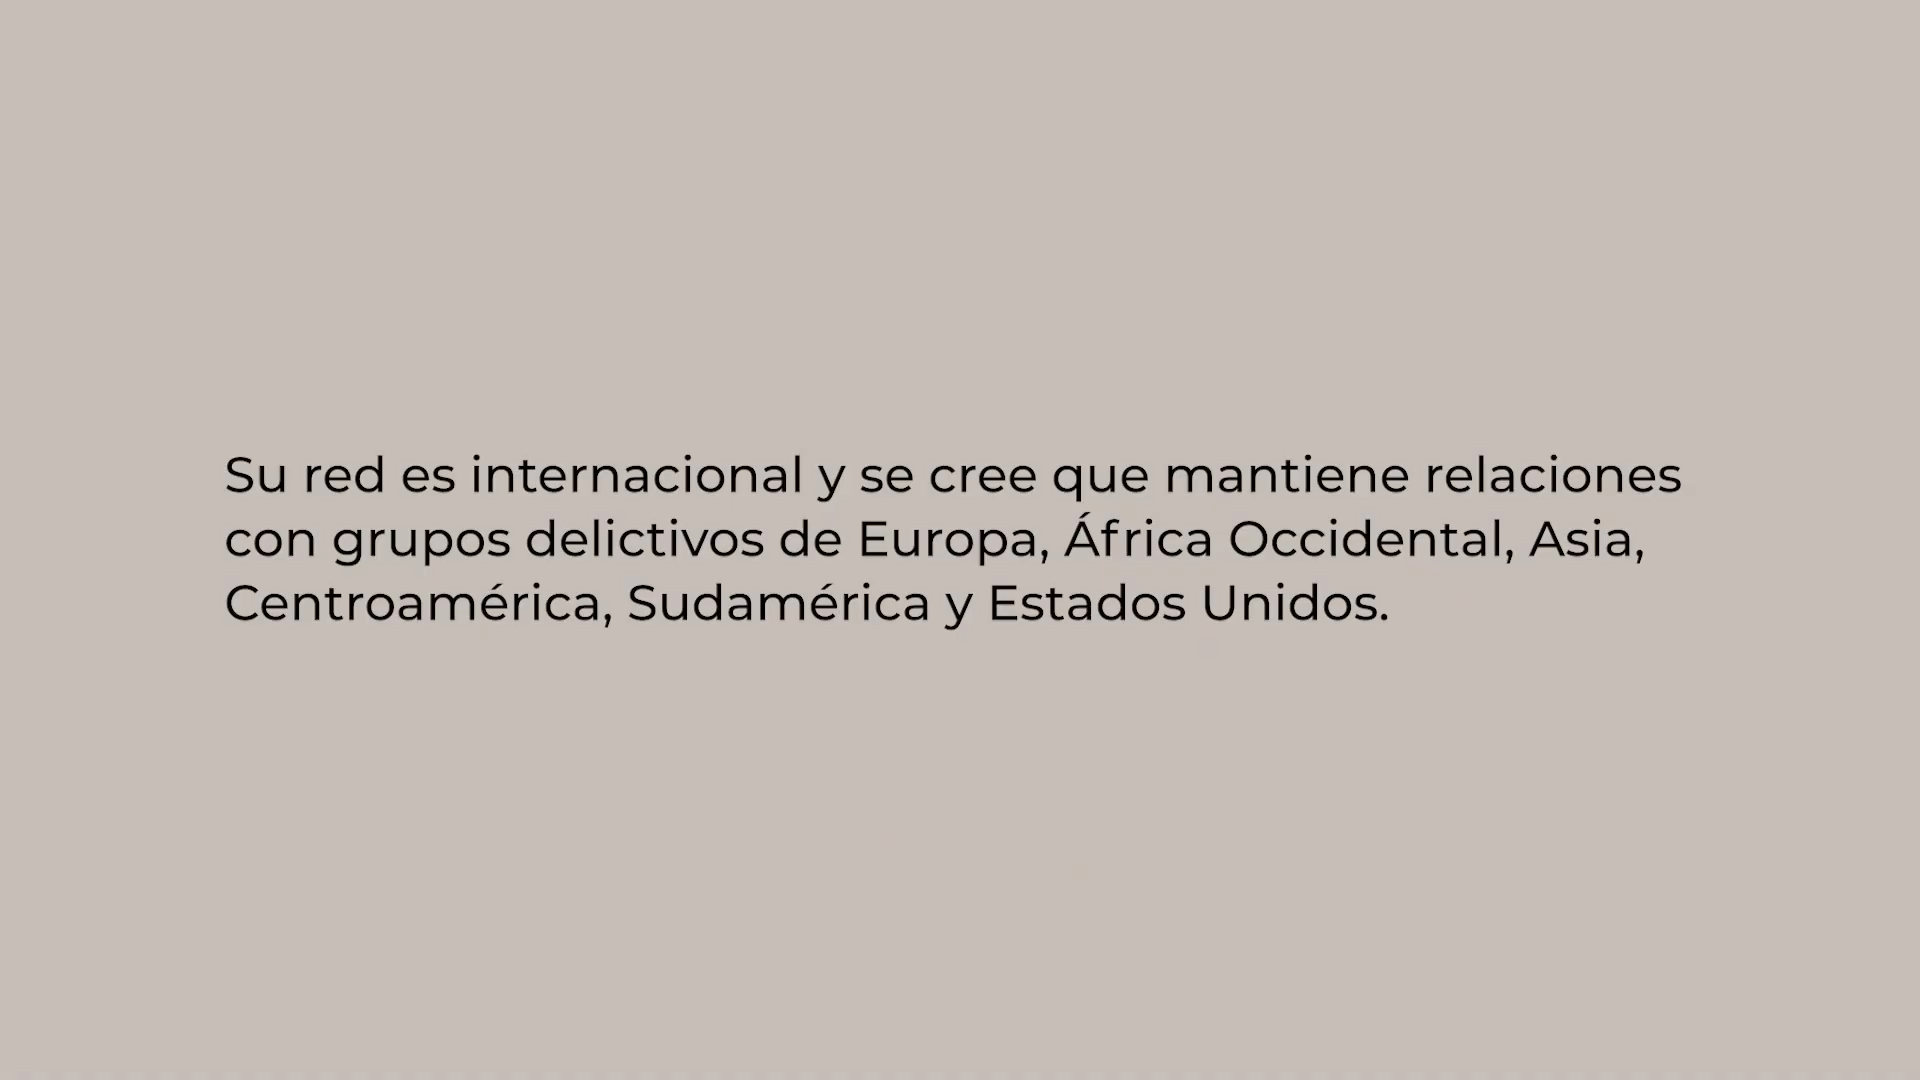 Su red es internacional y se cree que mantiene relaciones
con grupos delictivos de Europa, África Occidental, Asia,
Centroamérica, Sudamérica y Estados Unidos.